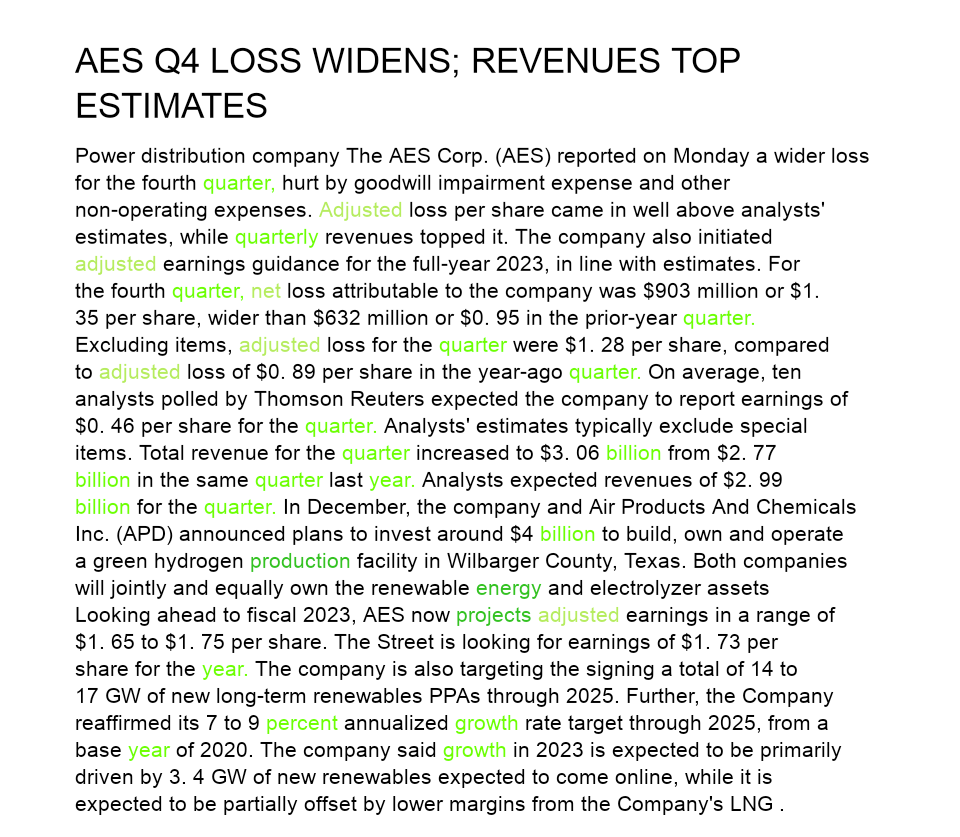 AES Q4 LOSS WIDENS; REVENUES TOP
ESTIMATES
Power distribution company The AES Corp. (AES) reported on Monday a wider loss
for the fourth quarter, hurt by goodwill impairment expense and other
non-operating expenses. Adjusted loss per share came in well above analysts'
estimates, while quarterly revenues topped it. The company also initiated
adjusted earnings guidance for the full-year 2023, in line with estimates. For
the fourth quarter, net loss attributable to the company was $903 million or $1.
35 per share, wider than $632 million or $0. 95 in the prior-year quarter.
Excluding items, adjusted loss for the quarter were $1. 28 per share, compared
to adjusted loss of $0. 89 per share in the year-ago quarter. On average, ten
analysts polled by Thomson Reuters expected the company to report earnings of
$0. 46 per share for the quarter. Analysts' estimates typically exclude special
items. Total revenue for the quarter increased to $3. 06 billion from $2. 77
billion in the same quarter last year. Analysts expected revenues of $2. 99
billion for the quarter. In December, the company and Air Products And Chemicals
Inc. (APD) announced plans to invest around $4 billion to build, own and operate
a green hydrogen production facility in Wilbarger County, Texas. Both companies
will jointly and equally own the renewable energy and electrolyzer assets
Looking ahead to fiscal 2023, AES now projects adjusted earnings in a range of
$1. 65 to $1. 75 per share. The Street is looking for earnings of $1. 73 per
share for the year. The company is also targeting the signing a total of 14 to
17 GW of new long-term renewables PPAs through 2025. Further, the Company
reaffirmed its 7 to 9 percent annualized growth rate target through 2025, from a
base year of 2020. The company said growth in 2023 is expected to be primarily
driven by 3. 4 GW of new renewables expected to come online, while it is
expected to be partially offset by lower margins from the Company's LNG .